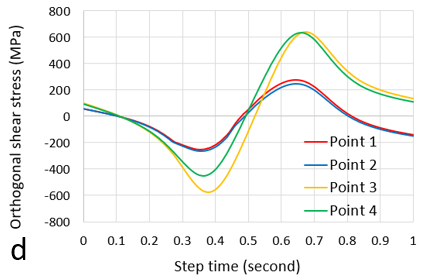 Orthogonal shear stress (MPa)
800
600
400
200
0
-200
-400
-600
-800
Point 1
Point 2
Point 3
Point 4
0 0.1 0.2 0.3 0.4 0.5 0.6 0.7 0.8 0.9 1
Step time (second)
d